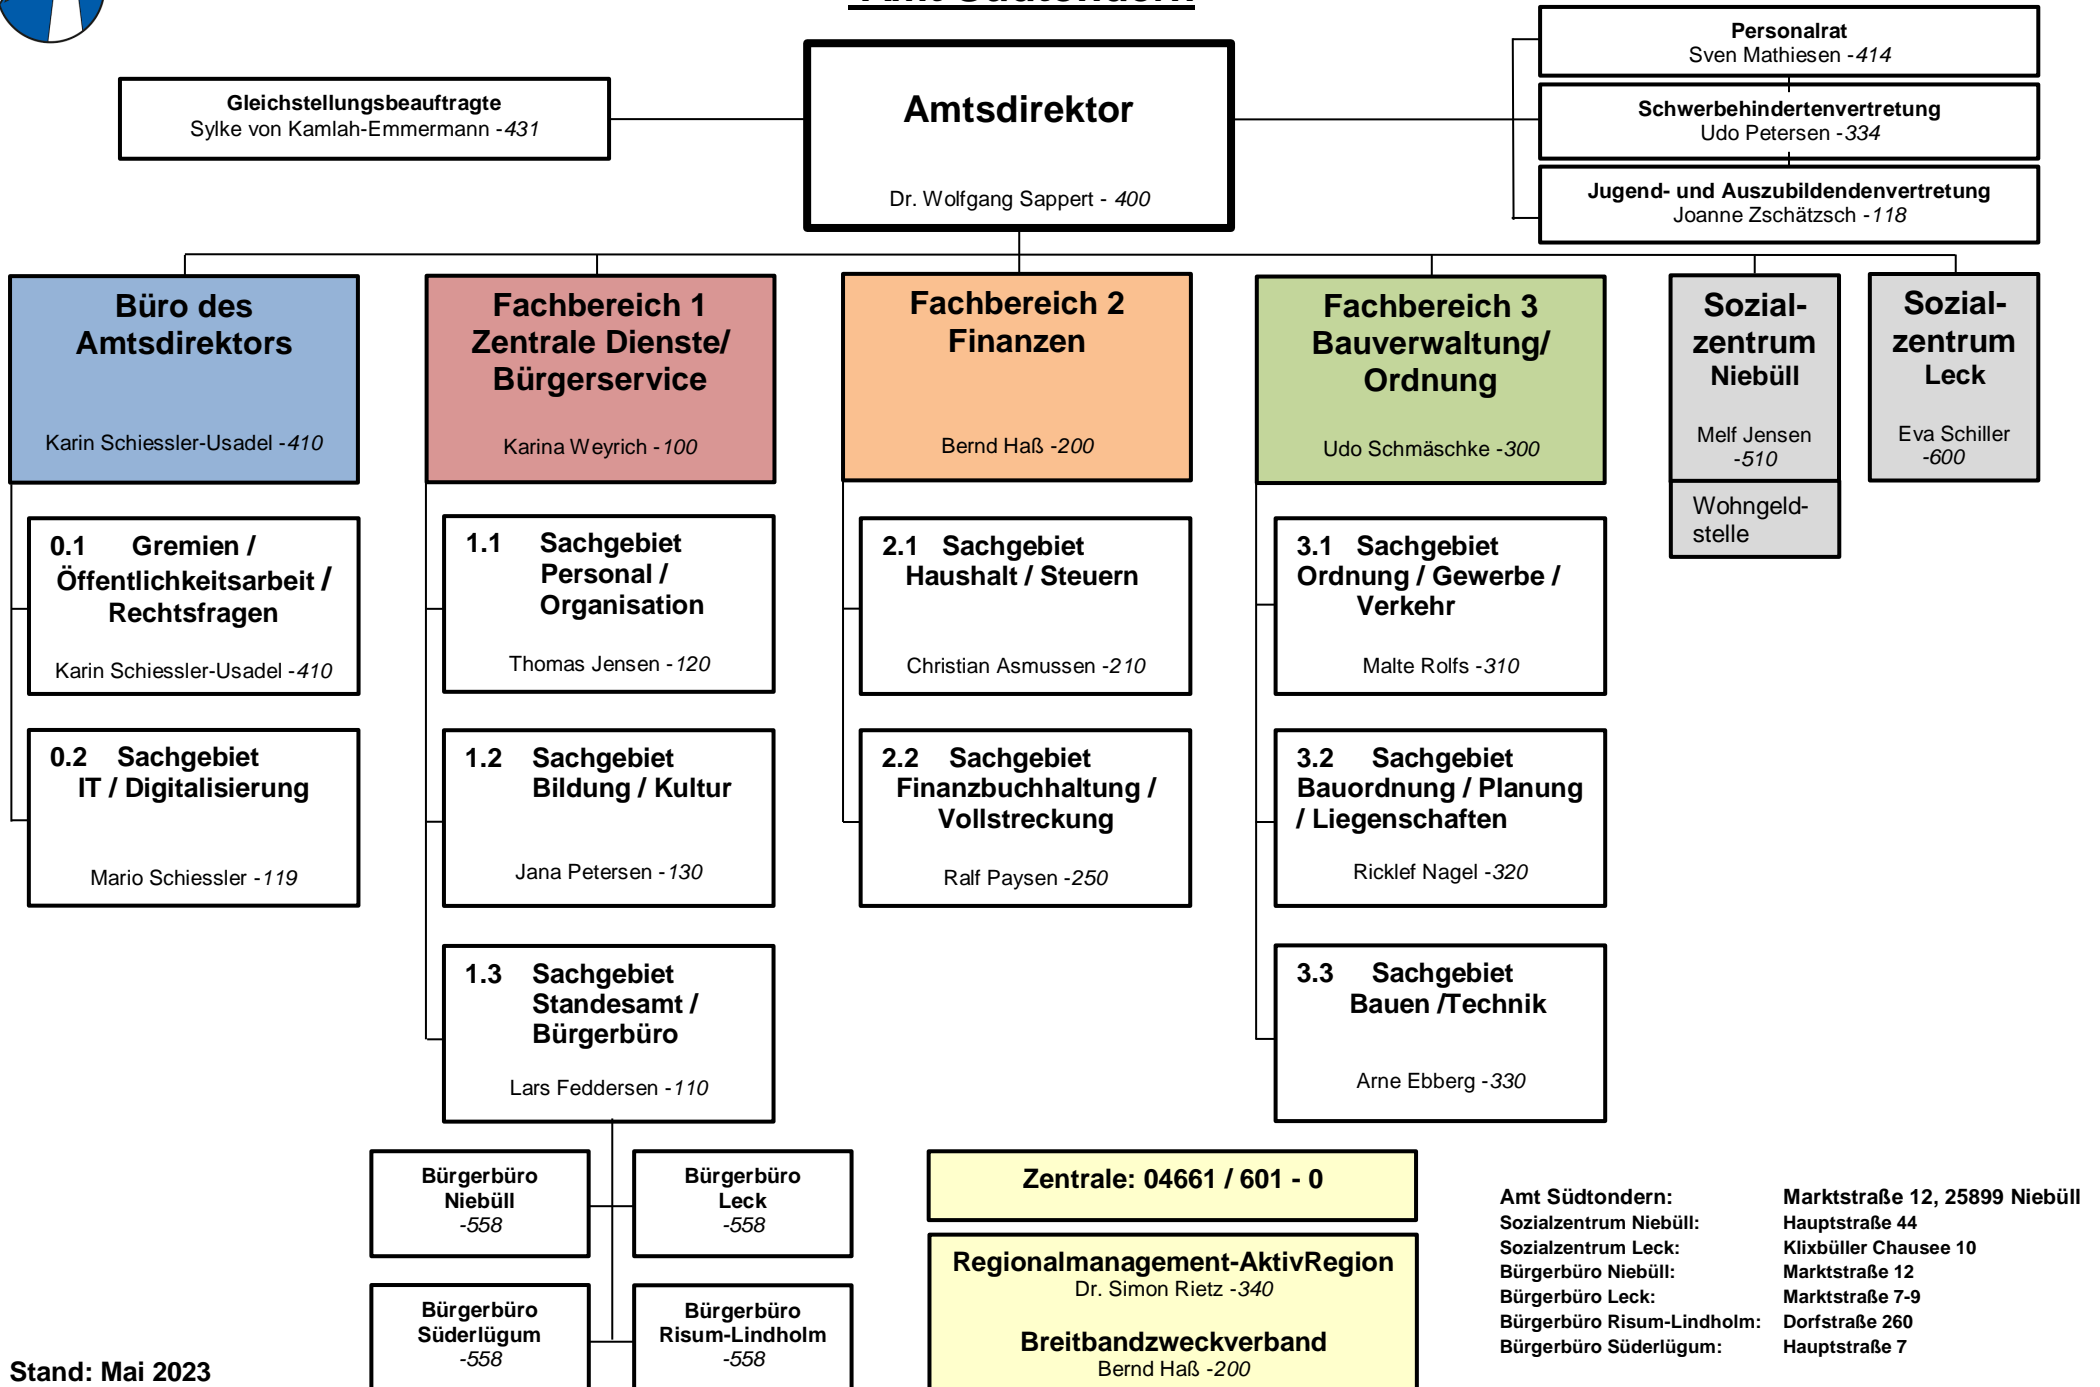 Amt Südtondern
Personalrat
Sven Mathiesen -414
Gleichstellungsbeauftragte
Sylke von Kamlah-Emmermann -431
Amtsdirektor
Dr. Wolfgang Sappert - 400
Schwerbehindertenvertretung
Udo Petersen -334
Jugend- und Auszubildendenvertretung
Joanne Zschätzsch -118
Büro des
Amtsdirektors
Karin Schiessler-Usadel -410
Fachbereich 1
Zentrale Dienste/
Bürgerservice
Karina Weyrich -100
Fachbereich 2
Finanzen
Bernd Haß -200
Fachbereich 3
Bauverwaltung/
Ordnung
Udo Schmäschke -300
Sozial-
zentrum
Niebüll
Melf Jensen
-510
Wohngeld-
stelle
Sozial-
zentrum
Leck
Eva Schiller
-600
0.1 Gremien /
Öffentlichkeitsarbeit /
Rechtsfragen
Karin Schiessler-Usadel -410
1.1 Sachgebiet
Personal /
Organisation
Thomas Jensen -120
2.1 Sachgebiet
Haushalt / Steuern
Christian Asmussen -210
3.1 Sachgebiet
Ordnung / Gewerbe /
Verkehr
Malte Rolfs -310
0.2 Sachgebiet
IT / Digitalisierung
Mario Schiessler -119
1.2 Sachgebiet
Bildung / Kultur
Jana Petersen -130
2.2 Sachgebiet
Finanzbuchhaltung /
Vollstreckung
Ralf Paysen -250
3.2 Sachgebiet
Bauordnung / Planung
/ Liegenschaften
Ricklef Nagel -320
1.3 Sachgebiet
Standesamt /
Bürgerbüro
Lars Feddersen -110
3.3 Sachgebiet
Bauen /Technik
Arne Ebberg -330
Bürgerbüro
Niebüll
-558
Bürgerbüro
Leck
-558
Bürgerbüro
Süderlügum
-558
Bürgerbüro
Risum-Lindholm
-558
Zentrale: 04661 / 601 - 0
Regionalmanagement-AktivRegion
Dr. Simon Rietz -340
Breitbandzweckverband
Bernd Haß -200
Amt Südtondern: Marktstraße 12, 25899 Niebüll
Sozialzentrum Niebüll: Hauptstraße 44
Sozialzentrum Leck: Klixbüller Chausee 10
Bürgerbüro Niebüll: Marktstraße 12
Bürgerbüro Leck: Marktstraße 7-9
Bürgerbüro Risum-Lindholm: Dorfstraße 260
Bürgerbüro Süderlügum: Hauptstraße 7
Stand: Mai 2023